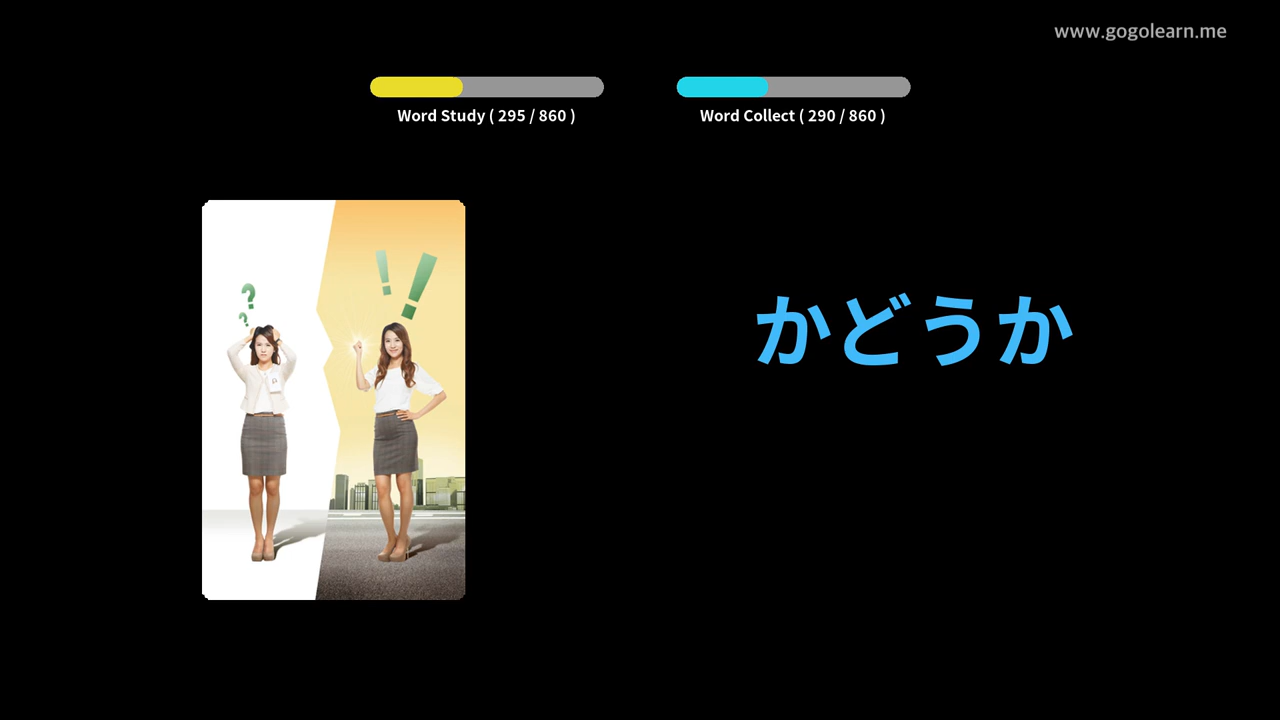 www.gogolearn.me
Word Study ( 295 / 860 )
Word Collect ( 290 / 860 )
? ? ! !
かどうか